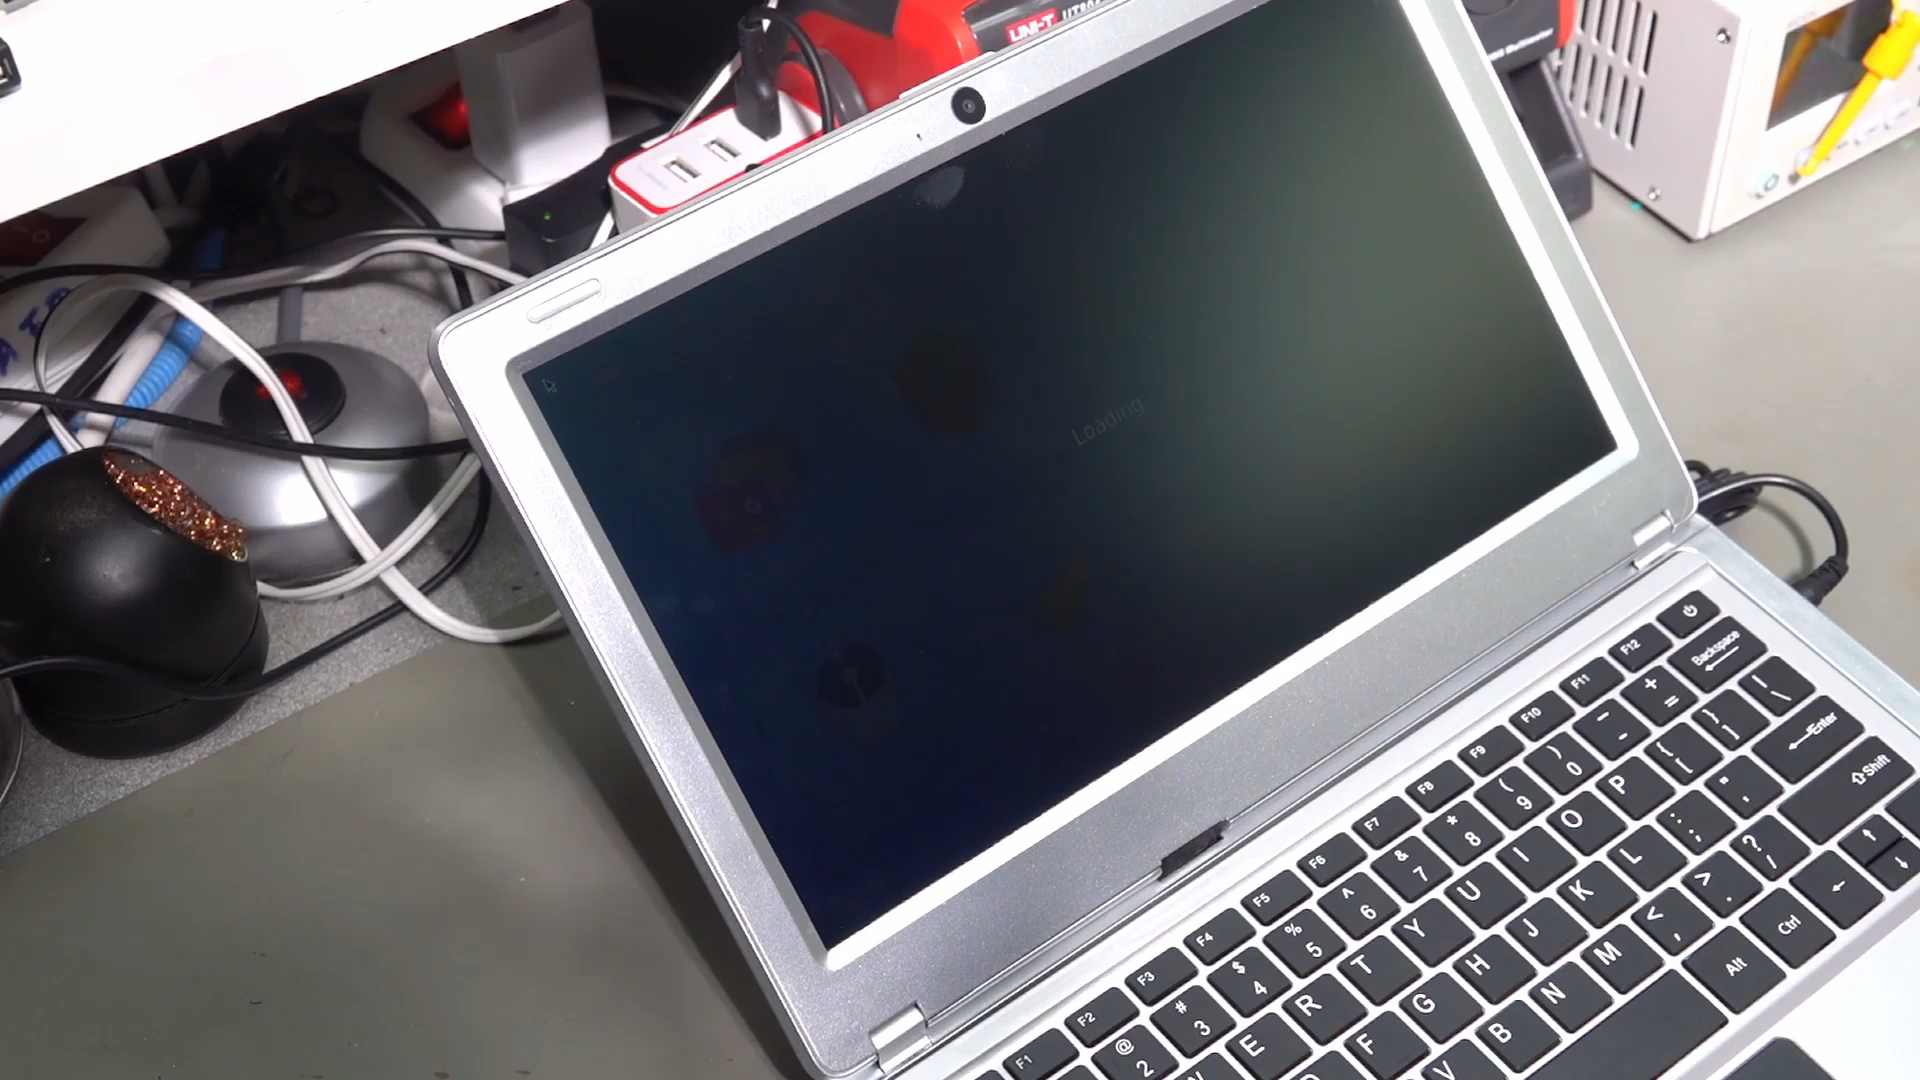 UNI-T
Loading
F12
F11
F10
F9
F8
F7
F6
F5
F4
F3
F2
F1
Backspace
+ =
_ -
) 0
( 9
* 8
& 7
^ 6
% 5
$ 4
# 3
@ 2
| \
} ]
{ [
P
O
I
U
Y
T
R
E
Enter
" '
: ;
L
K
J
H
G
F
Shift
? /
> .
< ,
M
N
B
V
Ctrl
Alt